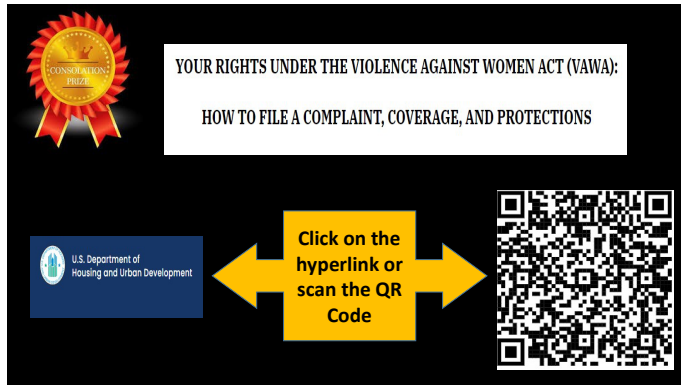 CONSOLATION
PRIZE
YOUR RIGHTS UNDER THE VIOLENCE AGAINST WOMEN ACT (VAWA):
HOW TO FILE A COMPLAINT, COVERAGE, AND PROTECTIONS
U.S. Department of
Housing and Urban Development
Click on the
hyperlink or
scan the QR
Code